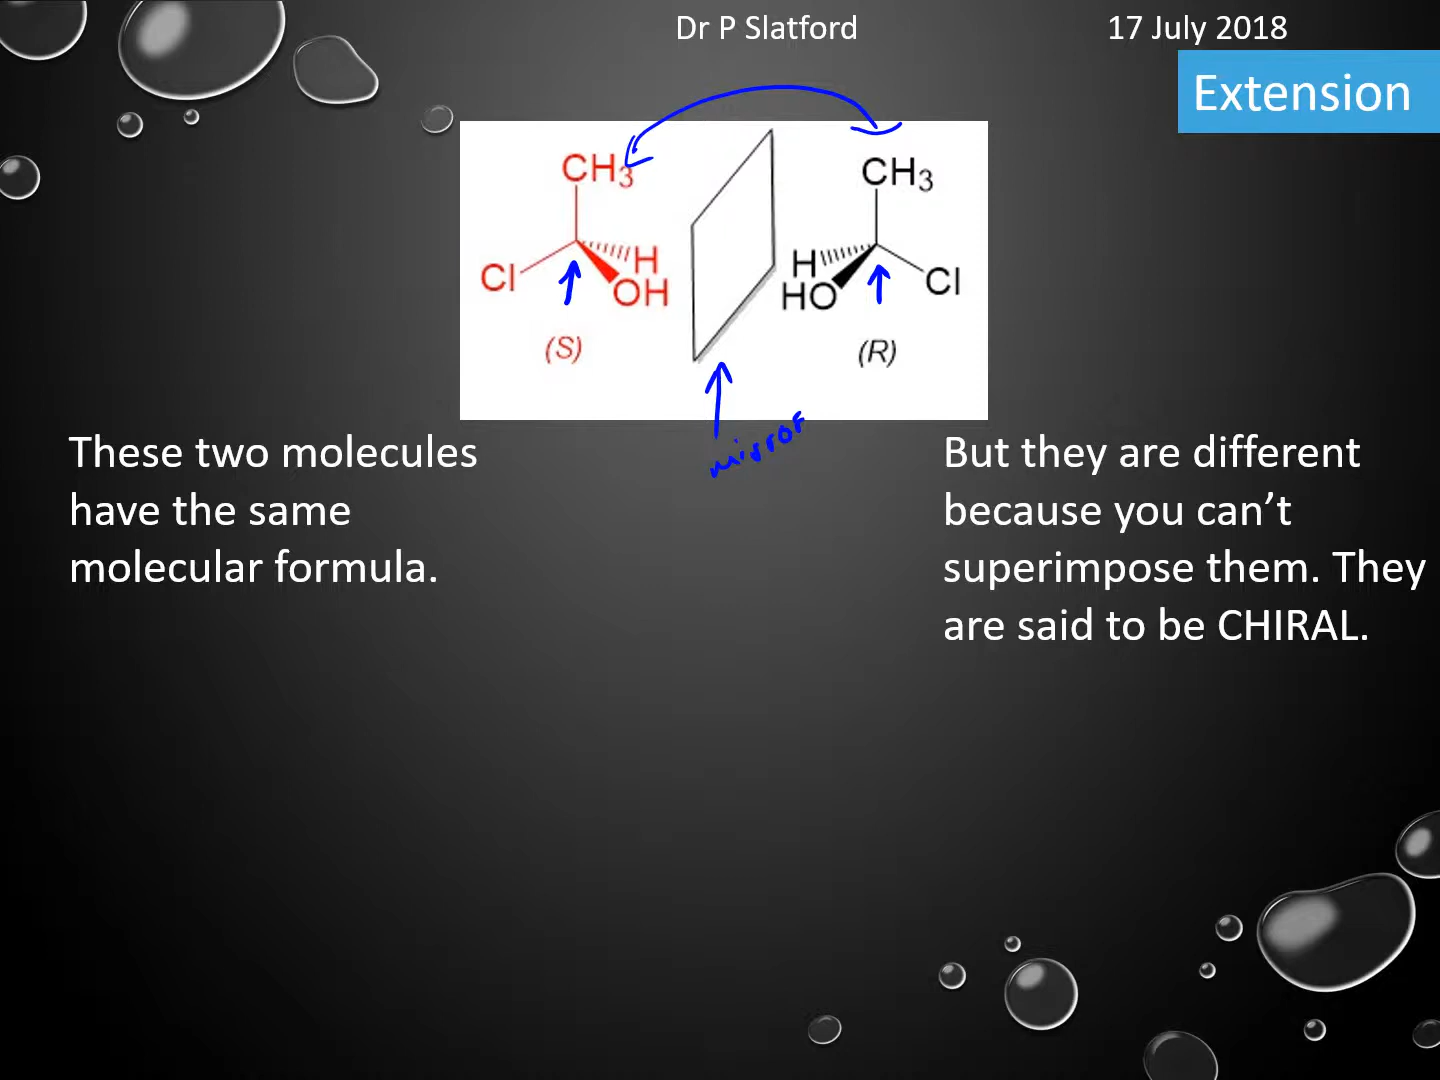 Dr P Slatford
17 July 2018
Extension
CH3
Cl
H
OH
(S)
CH3
H
HO
Cl
(R)
mirror
These two molecules
have the same
molecular formula.
But they are different
because you can’t
superimpose them. They
are said to be CHIRAL.